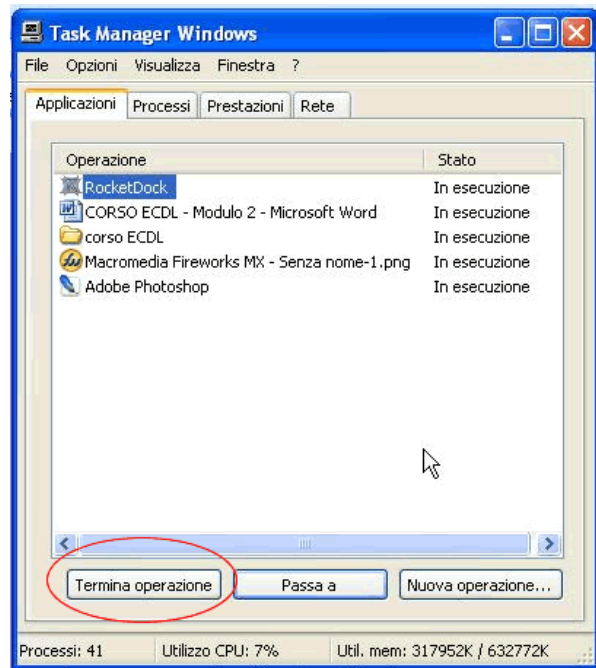 Task Manager Windows
File Opzioni Visualizza Finestra ?
Applicazioni Processi Prestazioni Rete
Operazione Stato
RocketDock In esecuzione
CORSO ECDL - Modulo 2 - Microsoft Word In esecuzione
corso ECDL In esecuzione
Macromedia Fireworks MX - Senza nome-1.png In esecuzione
Adobe Photoshop In esecuzione
Termina operazione Passa a Nuova operazione...
Processi: 41 Utilizzo CPU: 7% Util. mem: 317952K / 632772K